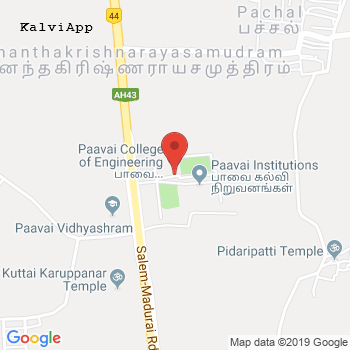 44
Pachal
பச்சல்
KalviApp
nanthakrishnarayasamudram
னந்தகிருஷ்ணராயசமுத்திரம்
AH43
Paavai College
of Engineering
பாவை...
Paavai Institutions
பாவை கல்வி
நிறுவனங்கள்
Paavai Vidhyashram
Salem-Madurai Rd
Pidaripatti Temple
Kuttai Karuppanar
Temple
Google
Map data ©2019 Google